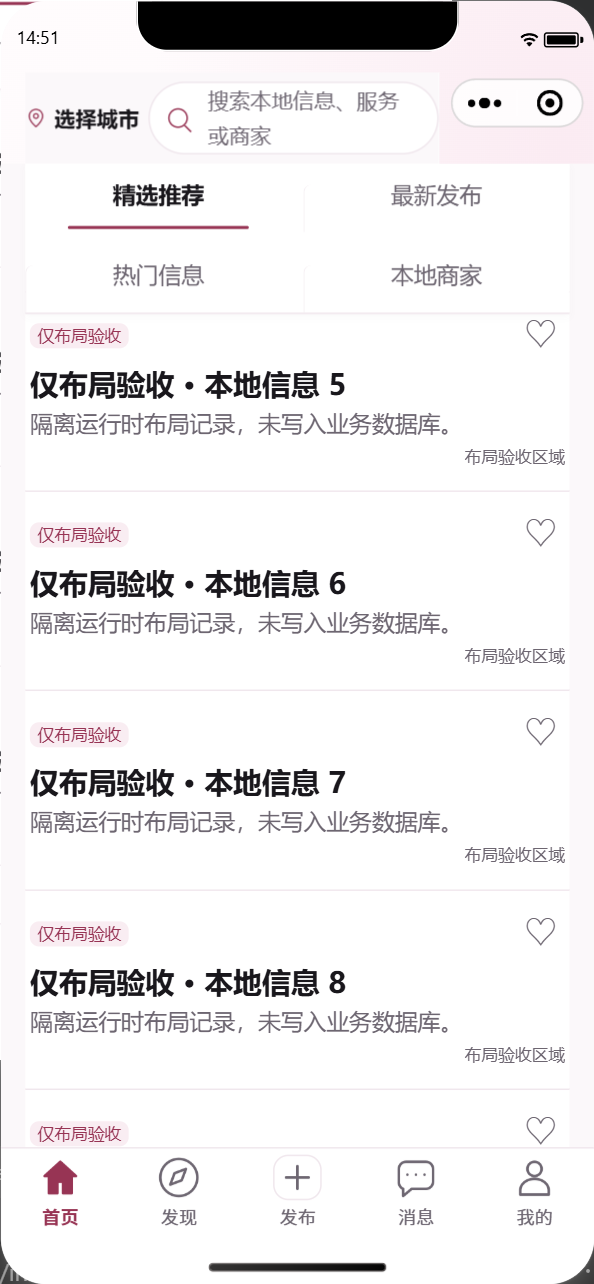 14:51
选择城市
搜索本地信息、服务
或商家
精选推荐
最新发布
热门信息
本地商家
仅布局验收
仅布局验收·本地信息 5
隔离运行时布局记录，未写入业务数据库。
布局验收区域
仅布局验收
仅布局验收·本地信息 6
隔离运行时布局记录，未写入业务数据库。
布局验收区域
仅布局验收
仅布局验收·本地信息 7
隔离运行时布局记录，未写入业务数据库。
布局验收区域
仅布局验收
仅布局验收·本地信息 8
隔离运行时布局记录，未写入业务数据库。
布局验收区域
仅布局验收
首页
发现
发布
消息
我的